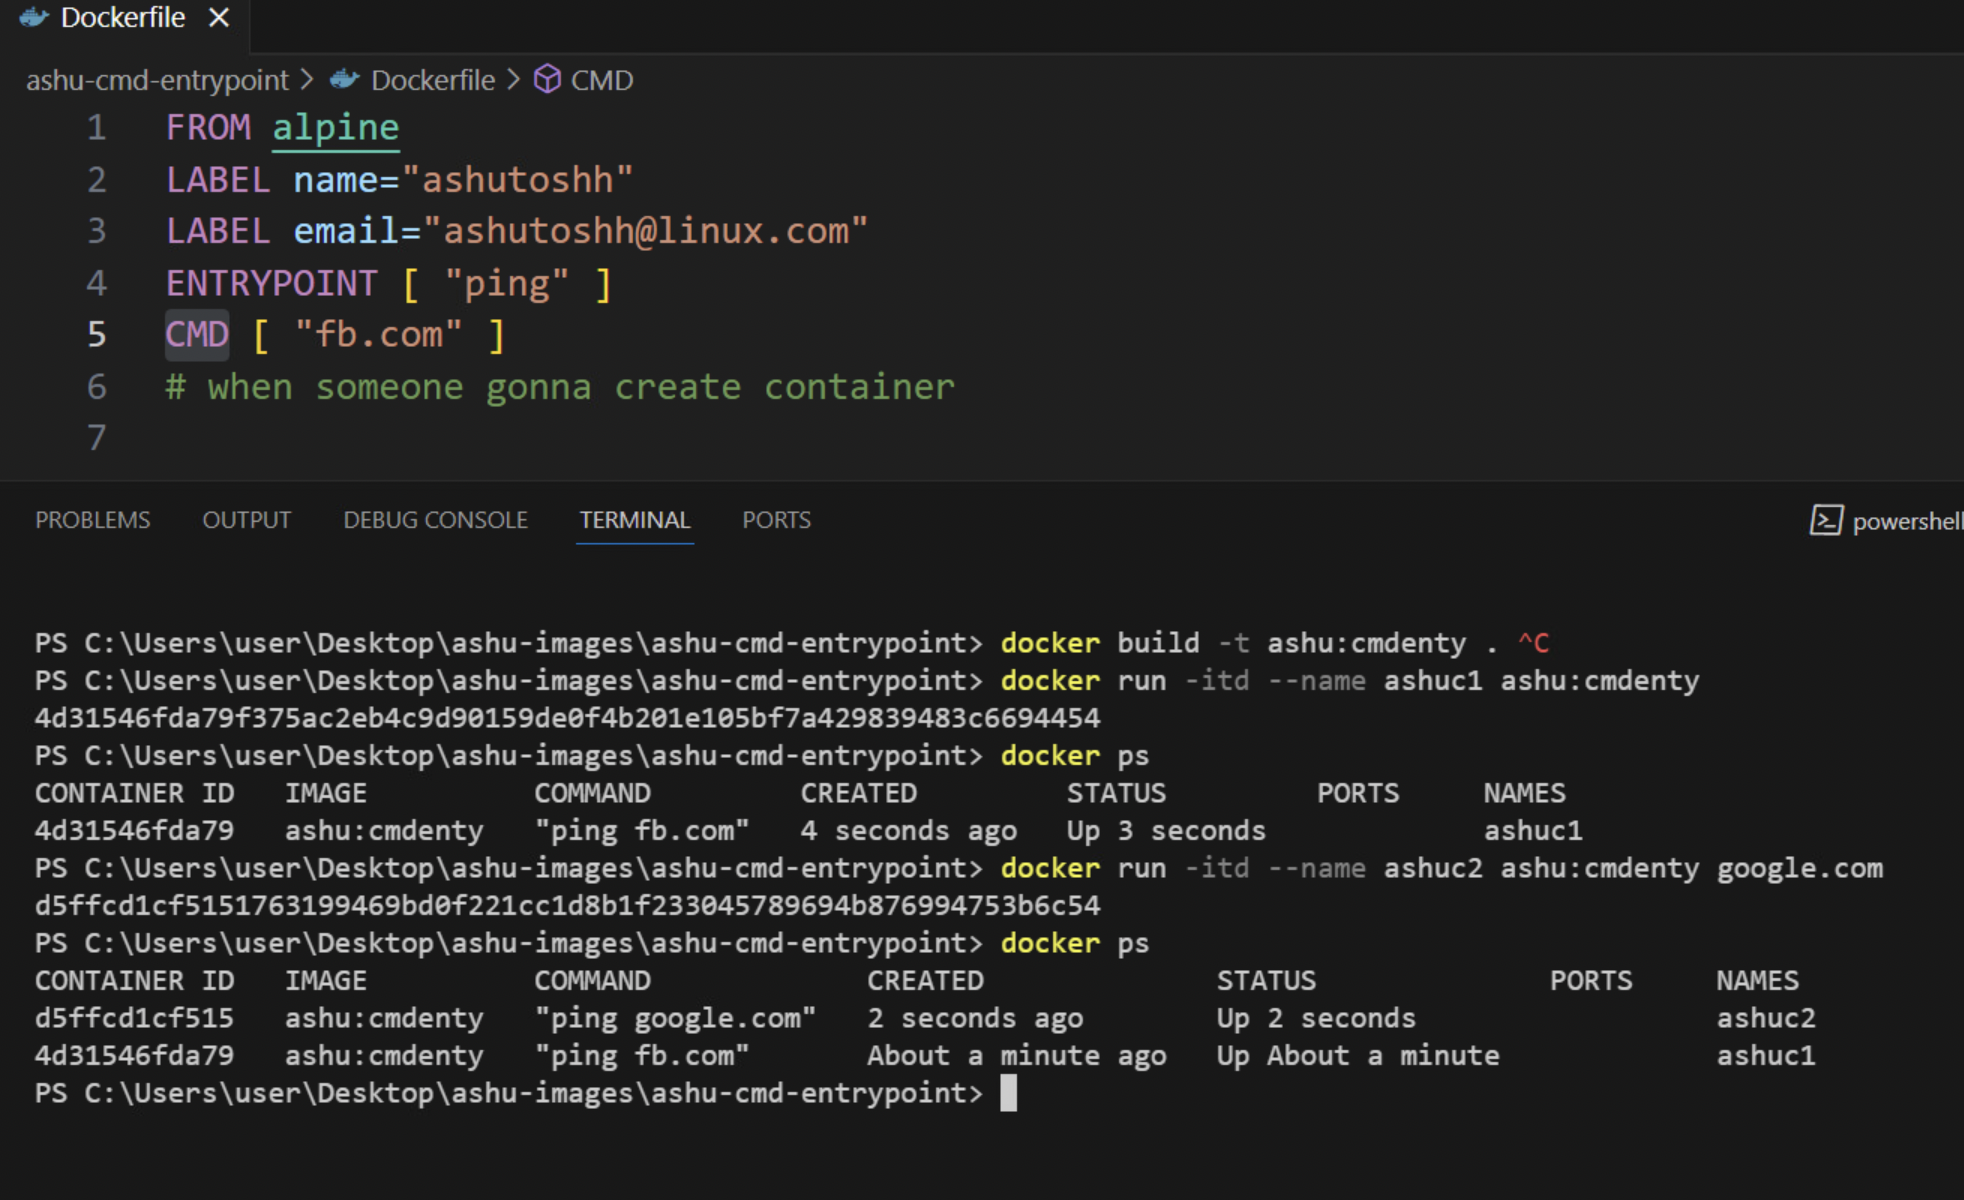 Dockerfile ×
ashu-cmd-entrypoint > Dockerfile > CMD
1 FROM alpine
2 LABEL name="ashutoshh"
3 LABEL email="ashutoshh@linux.com"
4 ENTRYPOINT [ "ping" ]
5 CMD [ "fb.com" ]
6 # when someone gonna create container
7
PROBLEMS OUTPUT DEBUG CONSOLE TERMINAL PORTS powershell
PS C:\Users\user\Desktop\ashu-images\ashu-cmd-entrypoint> docker build -t ashu:cmdenty . ^C
PS C:\Users\user\Desktop\ashu-images\ashu-cmd-entrypoint> docker run -itd --name ashuc1 ashu:cmdenty
4d31546fda79f375ac2eb4c9d90159de0f4b201e105bf7a429839483c6694454
PS C:\Users\user\Desktop\ashu-images\ashu-cmd-entrypoint> docker ps
CONTAINER ID IMAGE COMMAND CREATED STATUS PORTS NAMES
4d31546fda79 ashu:cmdenty "ping fb.com" 4 seconds ago Up 3 seconds ashuc1
PS C:\Users\user\Desktop\ashu-images\ashu-cmd-entrypoint> docker run -itd --name ashuc2 ashu:cmdenty google.com
d5ffcd1cf5151763199469bd0f221cc1d8b1f233045789694b876994753b6c54
PS C:\Users\user\Desktop\ashu-images\ashu-cmd-entrypoint> docker ps
CONTAINER ID IMAGE COMMAND CREATED STATUS PORTS NAMES
d5ffcd1cf515 ashu:cmdenty "ping google.com" 2 seconds ago Up 2 seconds ashuc2
4d31546fda79 ashu:cmdenty "ping fb.com" About a minute ago Up About a minute ashuc1
PS C:\Users\user\Desktop\ashu-images\ashu-cmd-entrypoint>